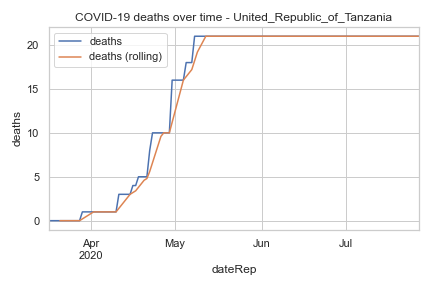 COVID-19 deaths over time - United_Republic_of_Tanzania
deaths
deaths (rolling)
20
15
10
5
0
deaths
Apr
2020
May
Jun
Jul
dateRep